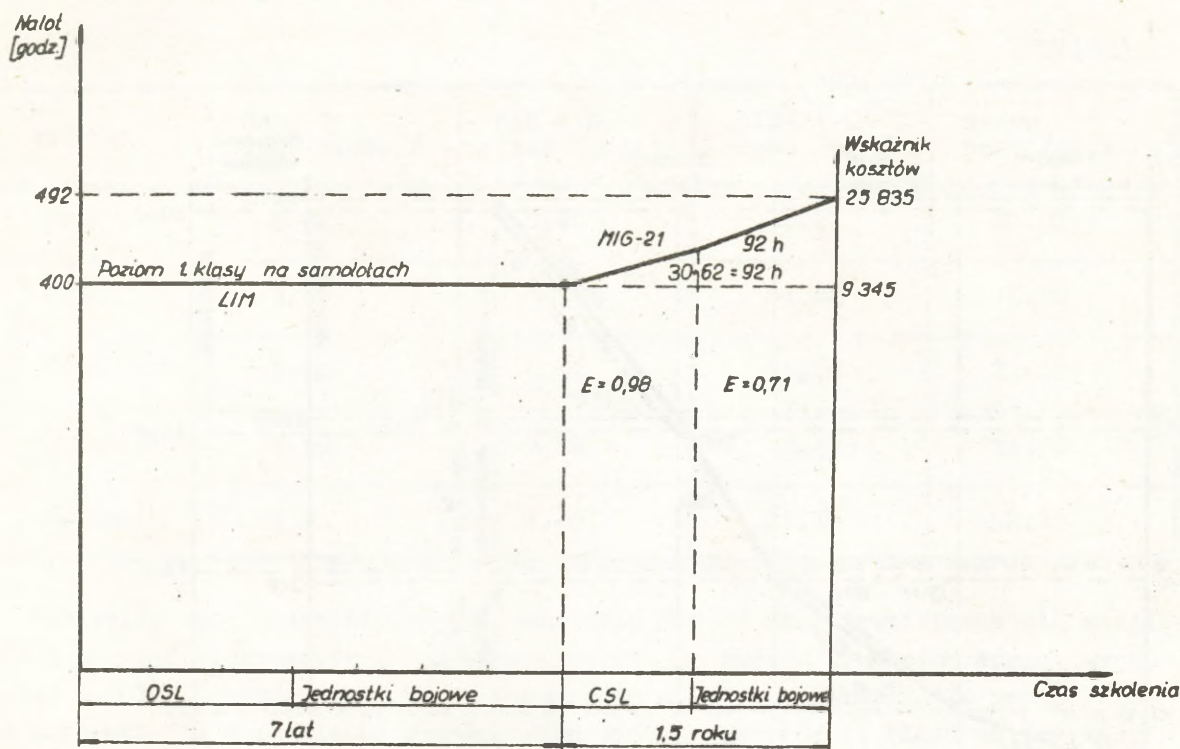 Nalot
[godz.]
Wskaźnik
kosztów
492
25 835
MIG-21
92 h
Poziom 1. klasy na samolotach
30+62 = 92 h
400
LIM
9 345
E = 0,98
E = 0,71
OSL
Jednostki bojowe
CSL
Jednostki bojowe
Czas szkolenia
7 lat
1,5 roku